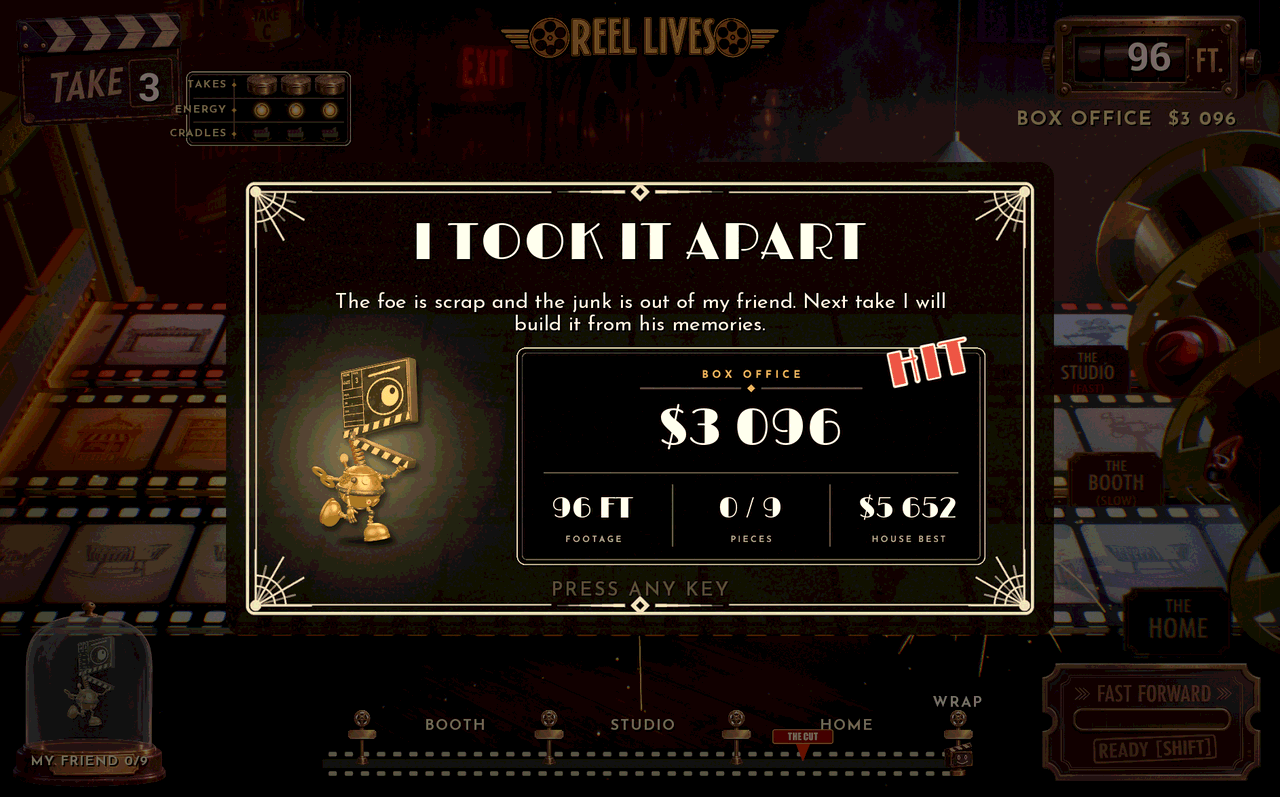 TAKE 3
TAKES
ENERGY
CRADLES
EXIT
REEL LIVES
96 FT.
BOX OFFICE $3 096
I TOOK IT APART
The foe is scrap and the junk is out of my friend. Next take I will
build it from his memories.
HIT
BOX OFFICE
$3 096
96 FT
FOOTAGE
0 / 9
PIECES
$5 652
HOUSE BEST
PRESS ANY KEY
THE
STUDIO
(FAST)
THE
BOOTH
(SLOW)
THE
HOME
MY FRIEND 0/9
BOOTH
STUDIO
THE CUT
HOME
WRAP
FAST FORWARD
READY [SHIFT]